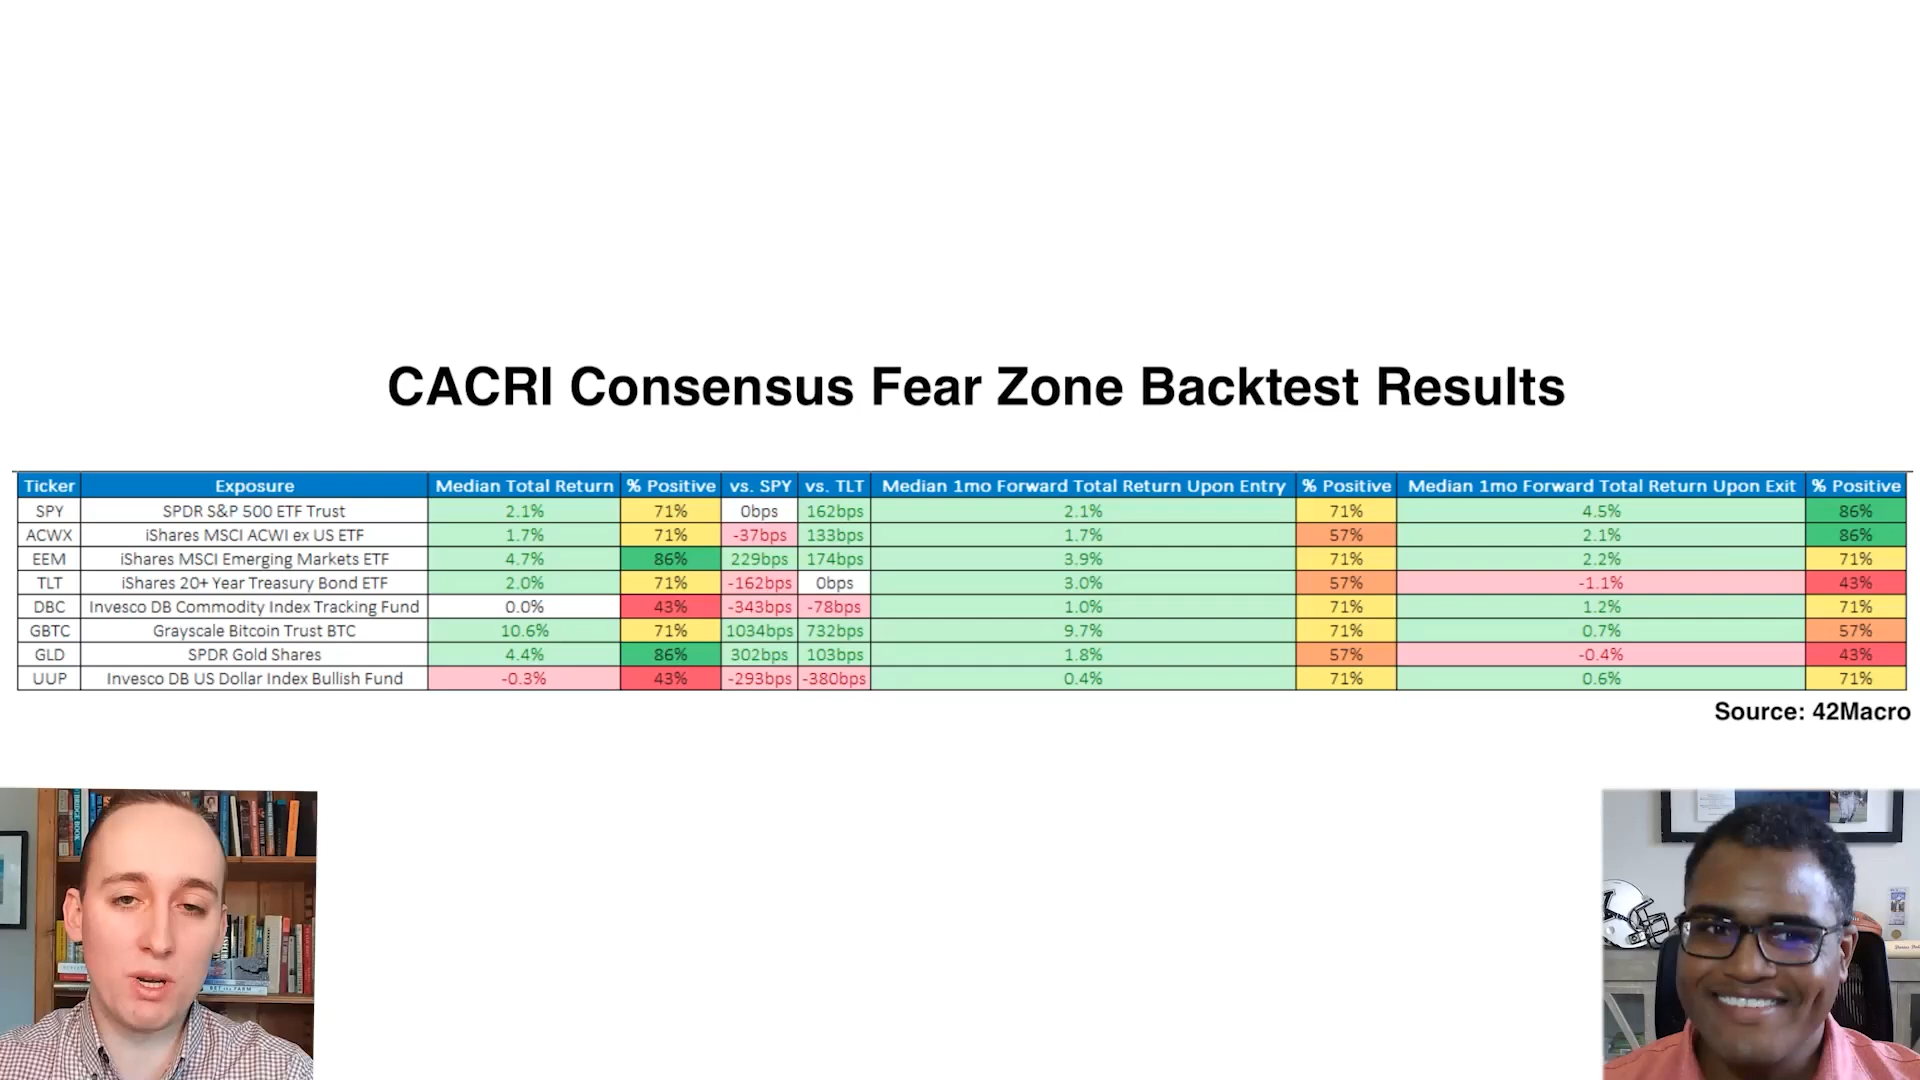 CACRI Consensus Fear Zone Backtest Results
Ticker Exposure Median Total Return % Positive vs. SPY vs. TLT Median 1mo Forward Total Return Upon Entry % Positive Median 1mo Forward Total Return Upon Exit % Positive
SPY SPDR S&P 500 ETF Trust 2.1% 71% 0bps 162bps 2.1% 71% 4.5% 86%
ACWX iShares MSCI ACWI ex US ETF 1.7% 71% -37bps 133bps 1.7% 57% 2.1% 86%
EEM iShares MSCI Emerging Markets ETF 4.7% 86% 229bps 174bps 3.9% 71% 2.2% 71%
TLT iShares 20+ Year Treasury Bond ETF 2.0% 71% -162bps 0bps 3.0% 57% -1.1% 43%
DBC Invesco DB Commodity Index Tracking Fund 0.0% 43% -343bps -78bps 1.0% 71% 1.2% 71%
GBTC Grayscale Bitcoin Trust BTC 10.6% 71% 1034bps 732bps 9.7% 71% 0.7% 57%
GLD SPDR Gold Shares 4.4% 86% 302bps 103bps 1.8% 57% -0.4% 43%
UUP Invesco DB US Dollar Index Bullish Fund -0.3% 43% -293bps -380bps 0.4% 71% 0.6% 71%
Source: 42Macro
BET THE FARM